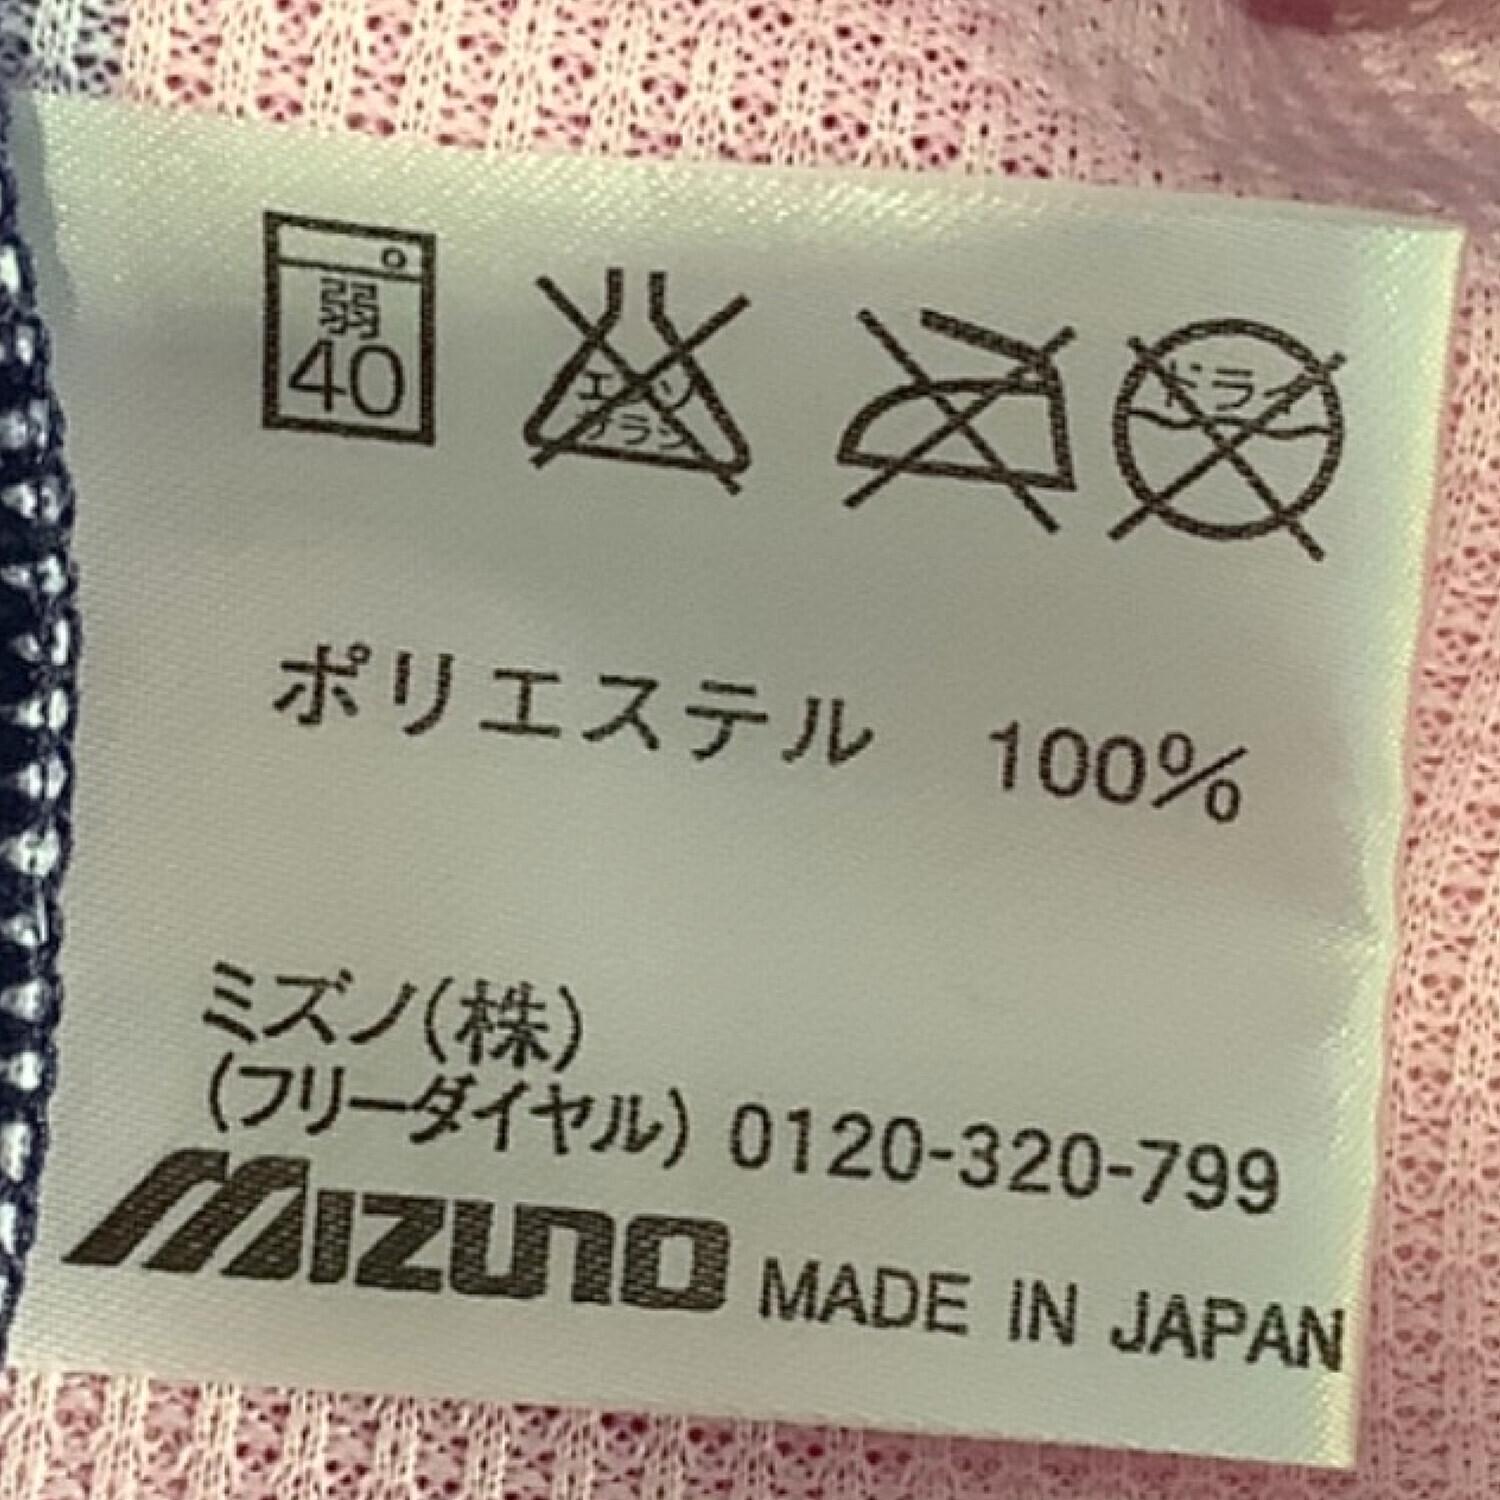 弱
40
エンソ
サラシ
ドライ
ポリエステル 100%
ミズノ(株)
(フリーダイヤル) 0120-320-799
MIZUNO MADE IN JAPAN